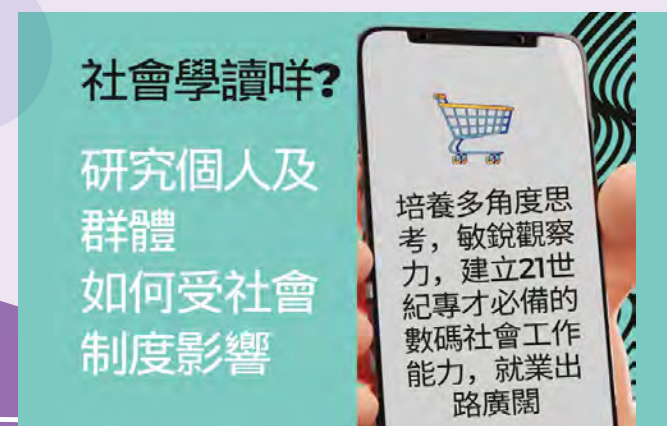 社會學讀咩?
研究個人及
群體
如何受社會
制度影響
培養多角度思
考，敏銳觀察
力，建立21世
紀專才必備的
數碼社會工作
能力，就業出
路廣闊